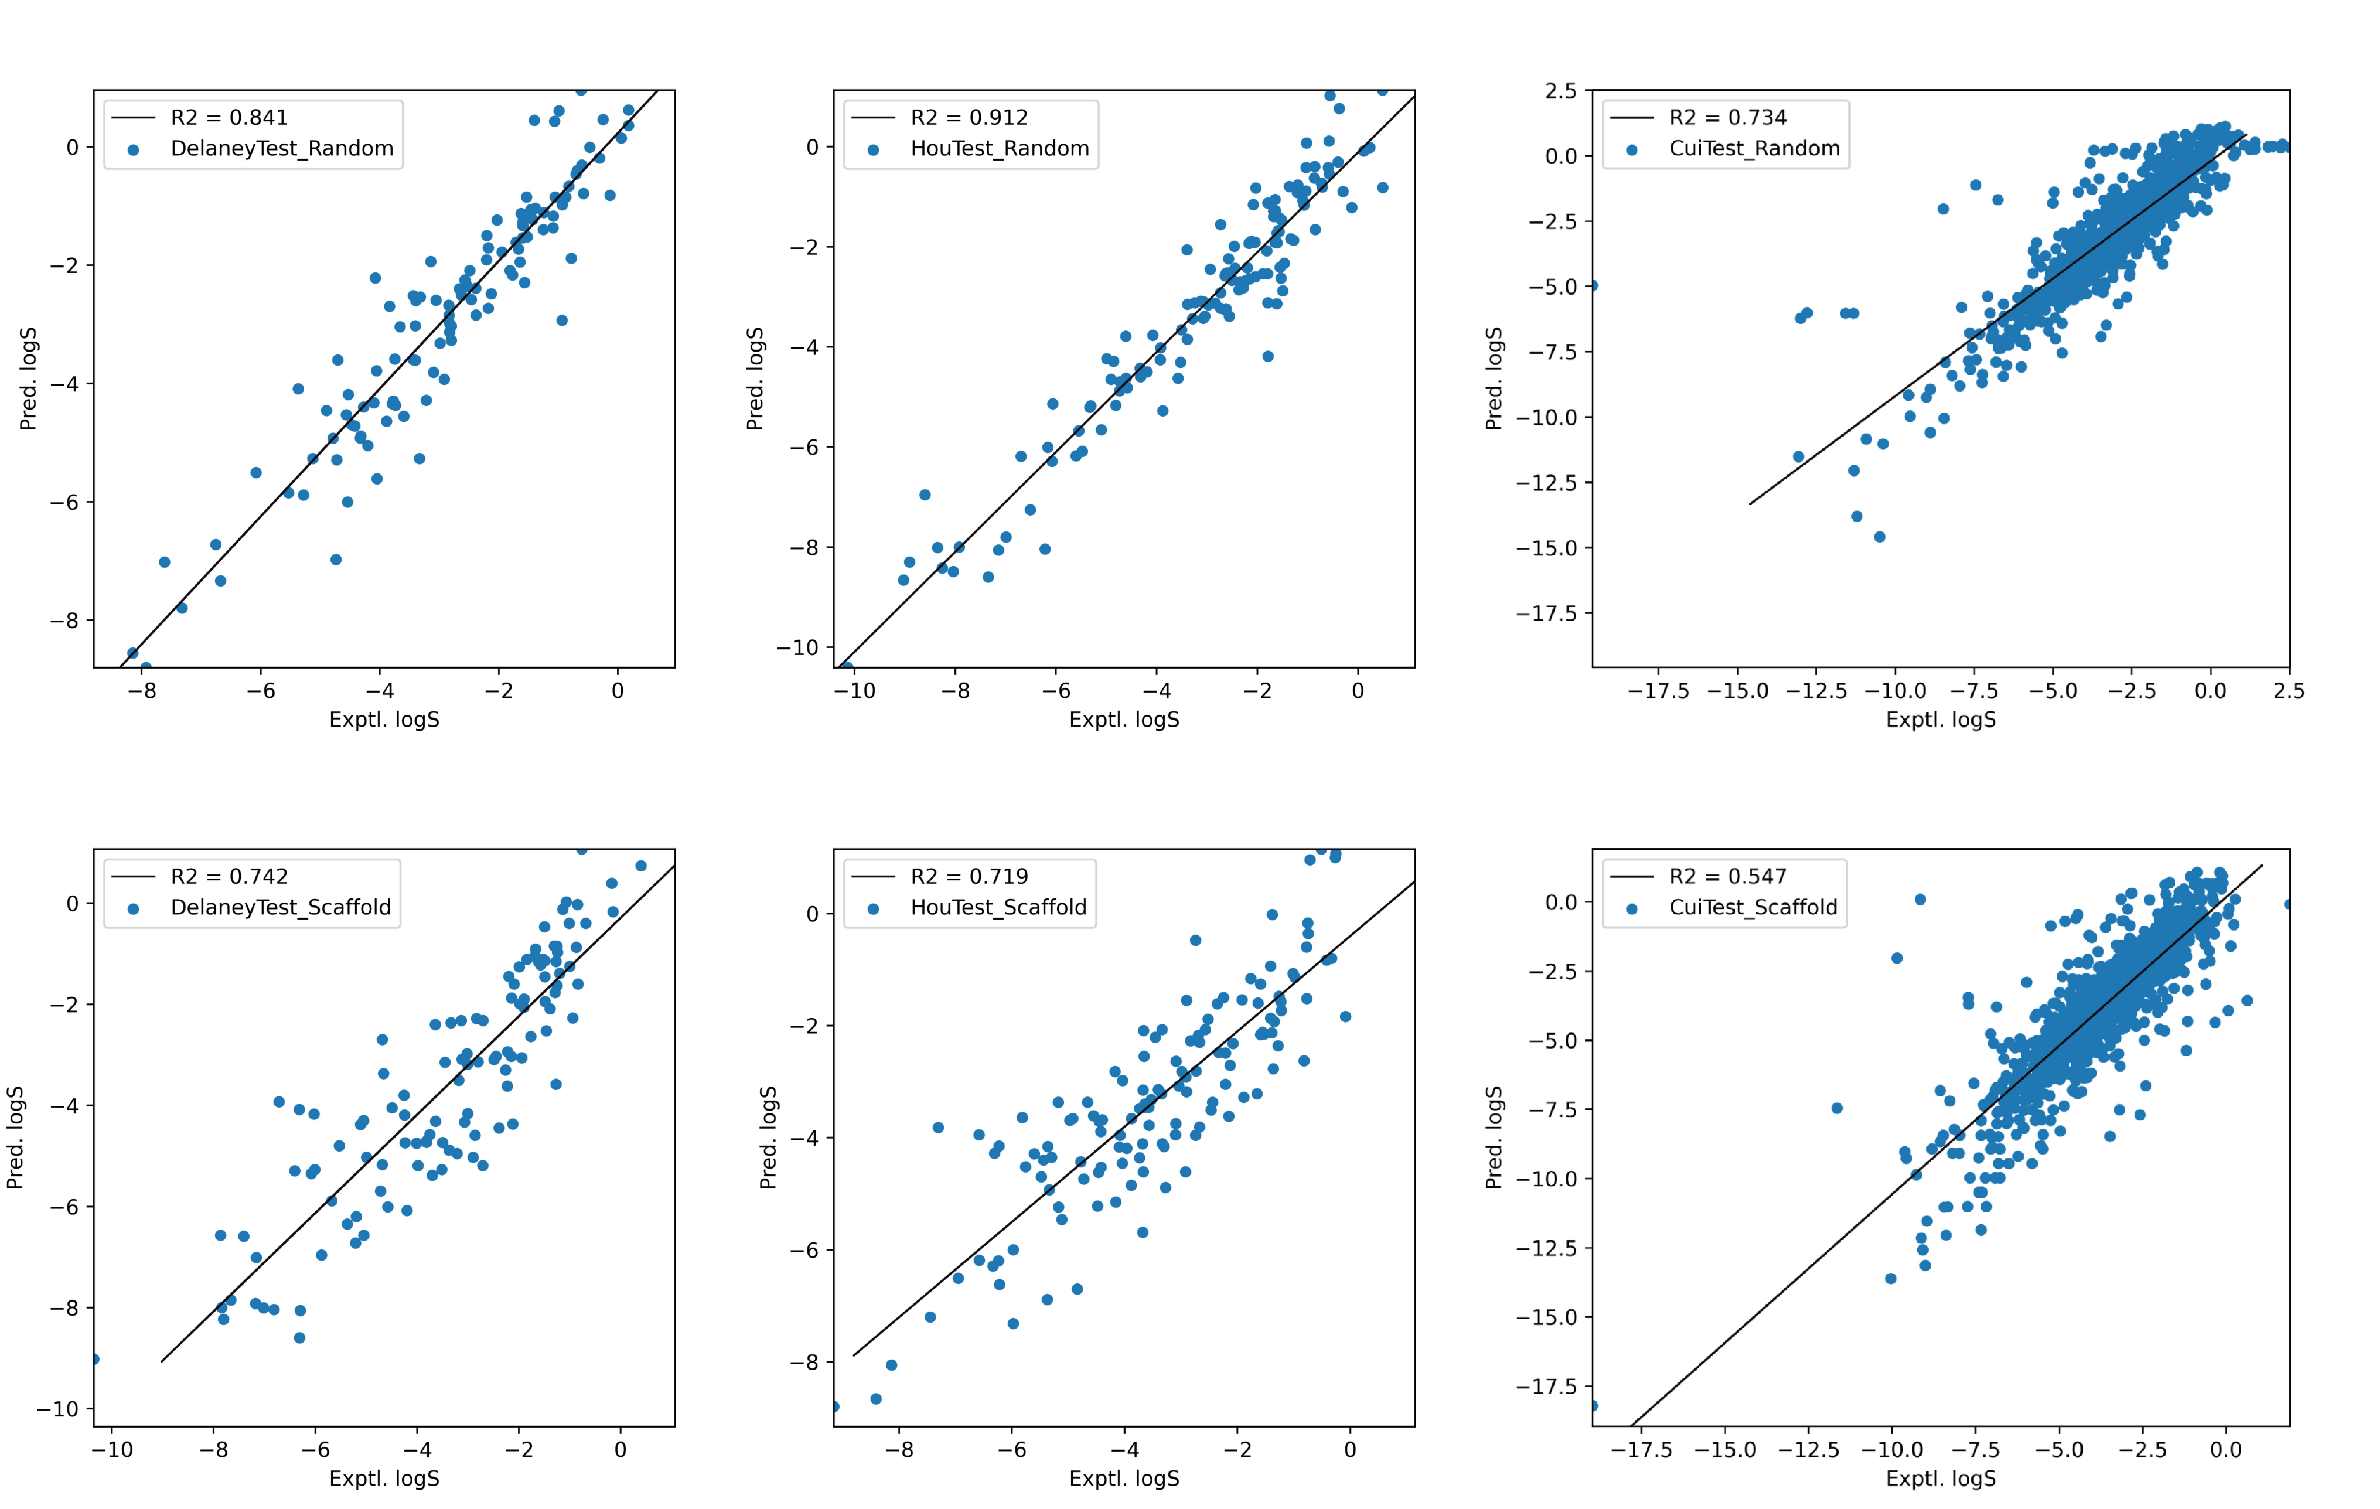 R2 = 0.841
DelaneyTest_Random
0
−2
−4
−6
−8
−8 −6 −4 −2 0
Pred. logS
Exptl. logS
R2 = 0.912
HouTest_Random
0
−2
−4
−6
−8
−10
−10 −8 −6 −4 −2 0
Pred. logS
Exptl. logS
R2 = 0.734
CuiTest_Random
2.5
0.0
−2.5
−5.0
−7.5
−10.0
−12.5
−15.0
−17.5
−17.5 −15.0 −12.5 −10.0 −7.5 −5.0 −2.5 0.0 2.5
Pred. logS
Exptl. logS
R2 = 0.742
DelaneyTest_Scaffold
0
−2
−4
−6
−8
−10
−10 −8 −6 −4 −2 0
Pred. logS
Exptl. logS
R2 = 0.719
HouTest_Scaffold
0
−2
−4
−6
−8
−8 −6 −4 −2 0
Pred. logS
Exptl. logS
R2 = 0.547
CuiTest_Scaffold
0.0
−2.5
−5.0
−7.5
−10.0
−12.5
−15.0
−17.5
−17.5 −15.0 −12.5 −10.0 −7.5 −5.0 −2.5 0.0
Pred. logS
Exptl. logS